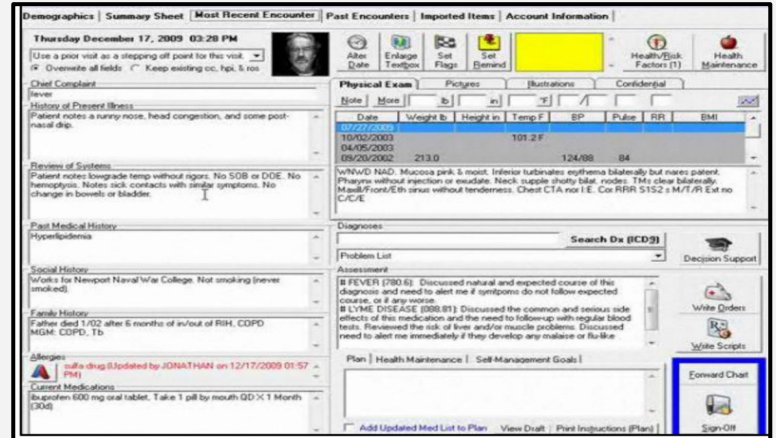 Demographics | Summary Sheet | Most Recent Encounter | Past Encounters | Imported Items | Account Information |
Thursday December 17, 2009 03:28 PM
Use a prior visit as a stepping off point for this visit.
Overwrite all fields Keep existing cc, hpi, & ros
Alter Date
Enlarge Textbox
Set Flags
Set Remind
Health/Risk Factors (1)
Health Maintenance
Chief Complaint
fever
History of Present Illness
Patient notes a runny nose, head congestion, and some post-
nasal drip.
Review of Systems
Patient notes lowgrade temp without rigors. No SOB or DOE. No
hemoptysis. Notes sick contacts with similar symptoms. No
change in bowels or bladder.
Past Medical History
Hyperlipidemia
Social History
Works for Newport Naval War College. Not smoking (never
smoked).
Family History
Father died 1/02 after 6 months of in/out of RIH, COPD
MGM: COPD, Tb
Allergies
sulfa drug (Updated by JONATHAN on 12/17/2009 01:57
PM)
Current Medications
ibuprofen 600 mg oral tablet, Take 1 pill by mouth QD X 1 Month
(30d)
Physical Exam Pictures Illustrations Confidential
Note More lb in °F /
Date Weight lb Height in Temp F BP Pulse RR BMI
07/27/2009
10/02/2003 101.2 F
04/05/2003
09/20/2002 213.0 124/88 84
WNWD NAD. Mucosa pink & moist. Inferior turbinates erythema bilaterally but nares patent.
Pharynx without injection or exudate. Neck supple shotty bilat. nodes. TMs clear bilaterally.
Maxill/Front/Eth sinus without tenderness. Chest CTA nor I:E. Cor RRR S1S2 s M/T/R Ext no
C/C/E
Diagnoses
Search Dx (ICD9)
Problem List
Decision Support
Assessment
# FEVER (780.6): Discussed natural and expected course of this
diagnosis and need to alert me if symtpoms do not follow expected
course, or if any worse.
# LYME DISEASE (088.81): Discussed the common and serious side
effects of this medication and the need to follow-up with regular blood
tests. Reviewed the risk of liver and/or muscle problems. Discussed
need to alert me immediately if they develop any malaise or flu-like
Write Orders
Write Scripts
Plan | Health Maintenance | Self-Management Goals |
Add Updated Med List to Plan View Draft | Print Instructions (Plan) |
Forward Chart
Sign-Off